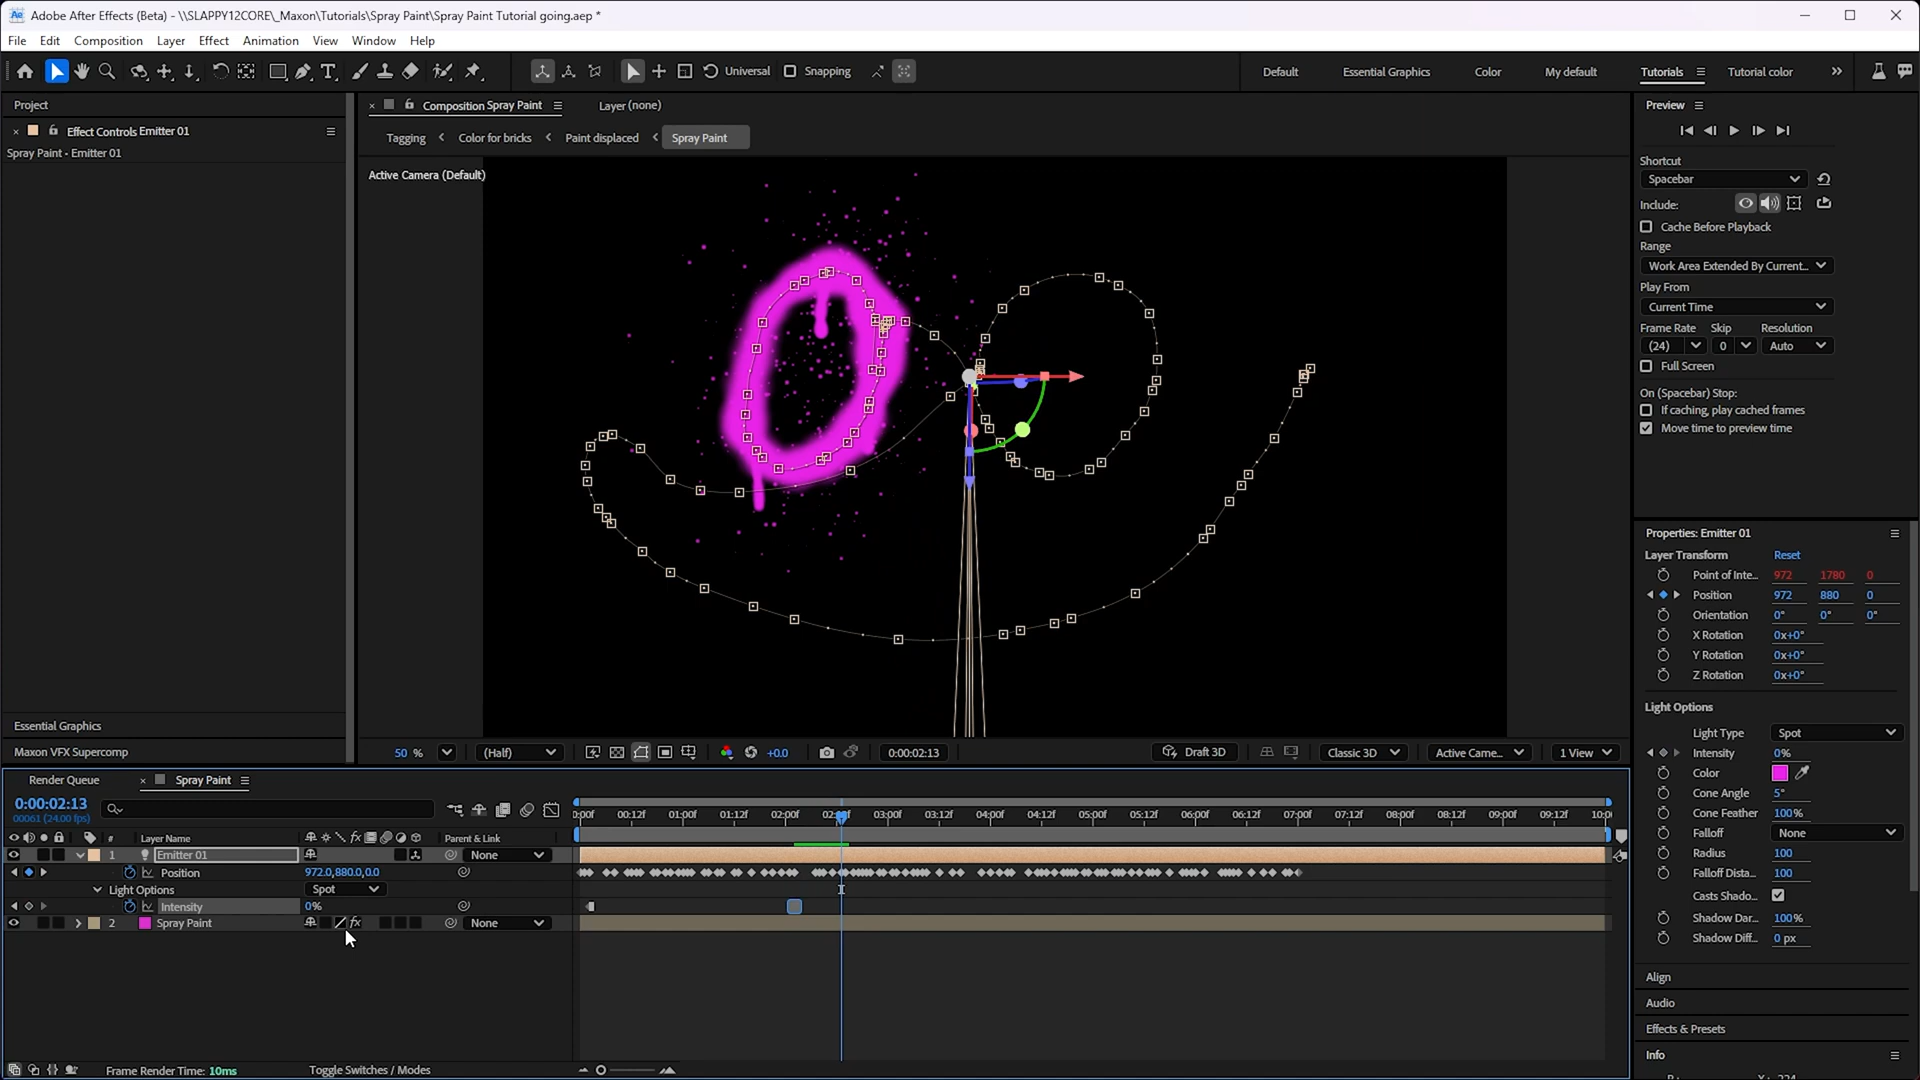 Adobe After Effects (Beta) - \\SLAPPY12CORE\_Maxon\Tutorials\Spray Paint\Spray Paint Tutorial going.aep *
File Edit Composition Layer Effect Animation View Window Help
Universal Snapping Default Essential Graphics Color My default Tutorials Tutorial color
Project
Effect Controls Emitter 01
Spray Paint - Emitter 01
Essential Graphics
Maxon VFX Supercomp
Composition Spray Paint Layer (none)
Tagging Color for bricks Paint displaced Spray Paint
Active Camera (Default)
50 % (Half) +0.0 0:00:02:13 Draft 3D Classic 3D Active Came... 1 View
Preview
Shortcut
Spacebar
Include:
Cache Before Playback
Range
Work Area Extended By Current...
Play From
Current Time
Frame Rate Skip Resolution
(24) 0 Auto
Full Screen
On (Spacebar) Stop:
If caching, play cached frames
Move time to preview time
Properties: Emitter 01
Layer Transform Reset
Point of Inte... 972 1780 0
Position 972 880 0
Orientation 0° 0° 0°
X Rotation 0x+0°
Y Rotation 0x+0°
Z Rotation 0x+0°
Light Options
Light Type Spot
Intensity 0%
Color
Cone Angle 5°
Cone Feather 100%
Falloff None
Radius 100
Falloff Dista... 100
Casts Shado...
Shadow Dar... 100%
Shadow Diff... 0 px
Align
Audio
Effects & Presets
Info
Render Queue Spray Paint
0:00:02:13
00061 (24.00 fps)
# Layer Name Parent & Link
00:12f 01:00f 01:12f 02:00f 03:00f 03:12f 04:00f 04:12f 05:00f 05:12f 06:00f 06:12f 07:00f 07:12f 08:00f 08:12f 09:00f 09:12f
1 Emitter 01 None
Position 972.0,880.0,0.0
Light Options Spot
Intensity 0%
2 Spray Paint None
Frame Render Time: 10ms Toggle Switches / Modes